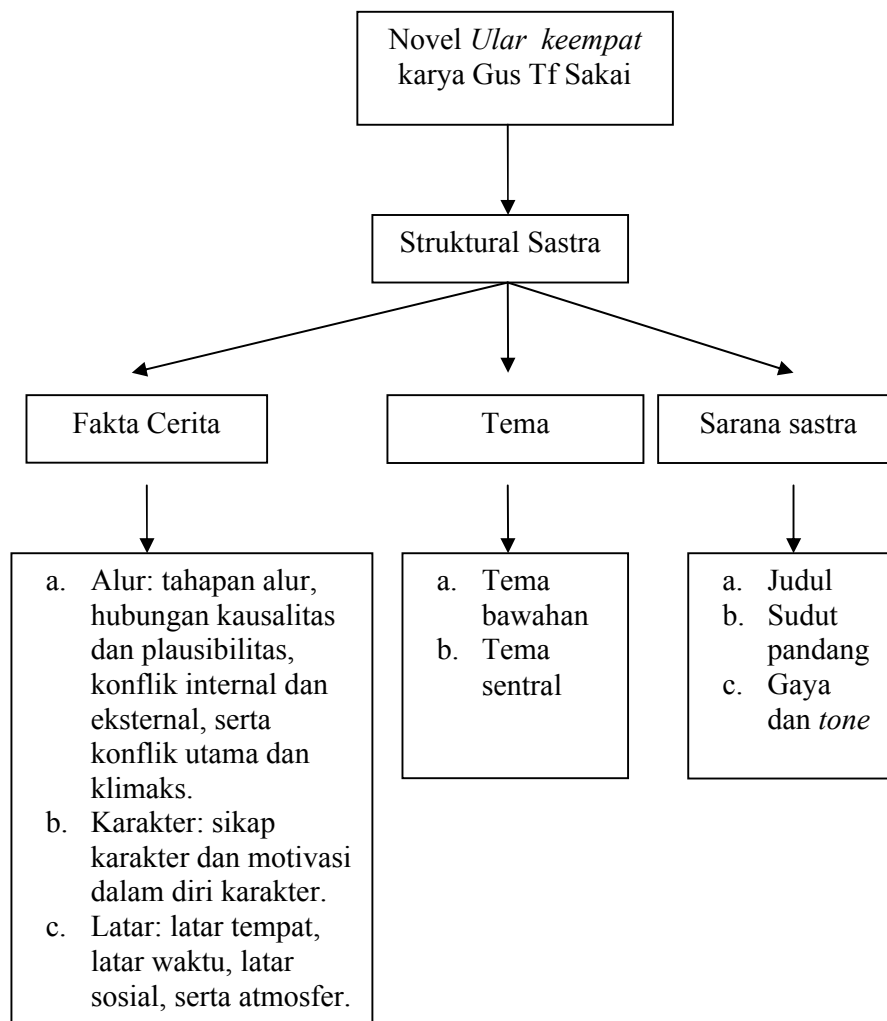 Novel Ular keempat
karya Gus Tf Sakai
Struktural Sastra
Fakta Cerita
Tema
Sarana sastra
a. Alur: tahapan alur,
hubungan kausalitas
dan plausibilitas,
konflik internal dan
eksternal, serta
konflik utama dan
klimaks.
b. Karakter: sikap
karakter dan motivasi
dalam diri karakter.
c. Latar: latar tempat,
latar waktu, latar
sosial, serta atmosfer.
a. Tema
bawahan
b. Tema
sentral
a. Judul
b. Sudut
pandang
c. Gaya
dan tone